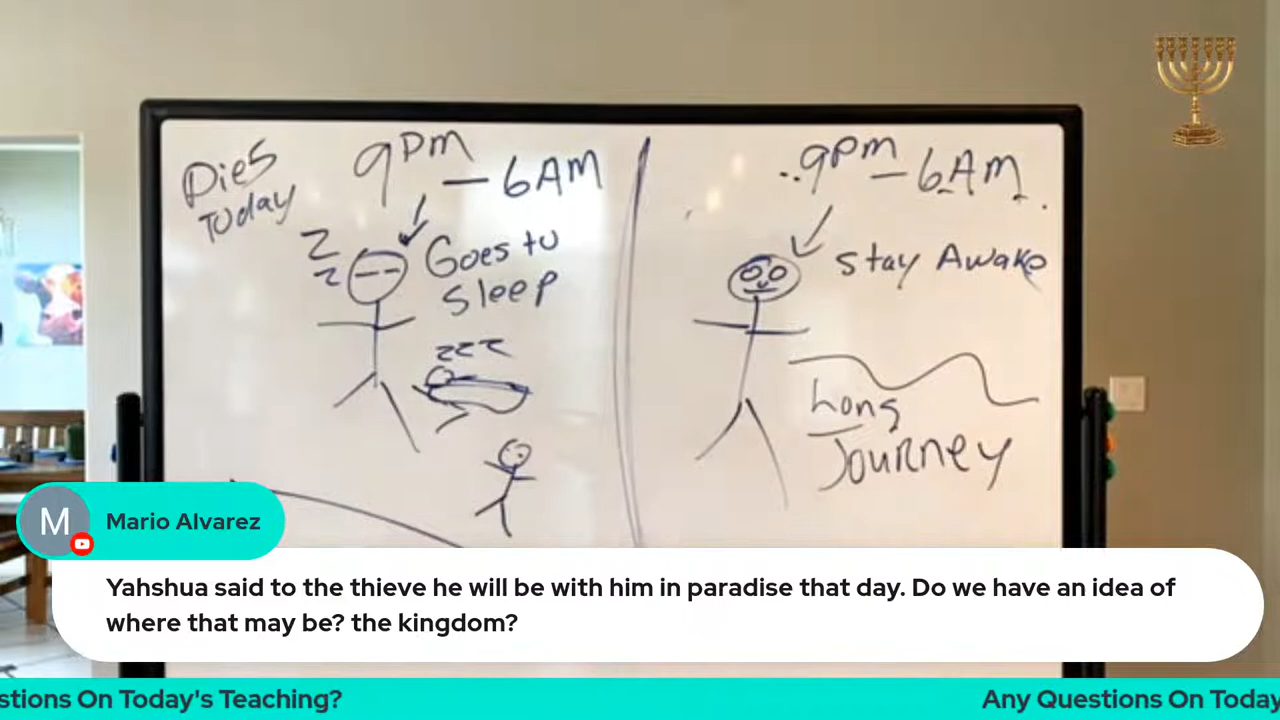 Dies
Today
9PM
— 6AM
Z
Z
Goes to
Sleep
zzz
..9PM — 6AM.
Stay Awake
Long
Journey
M
Mario Alvarez
Yahshua said to the thieve he will be with him in paradise that day. Do we have an idea of
where that may be? the kingdom?
stions On Today's Teaching?
Any Questions On Today